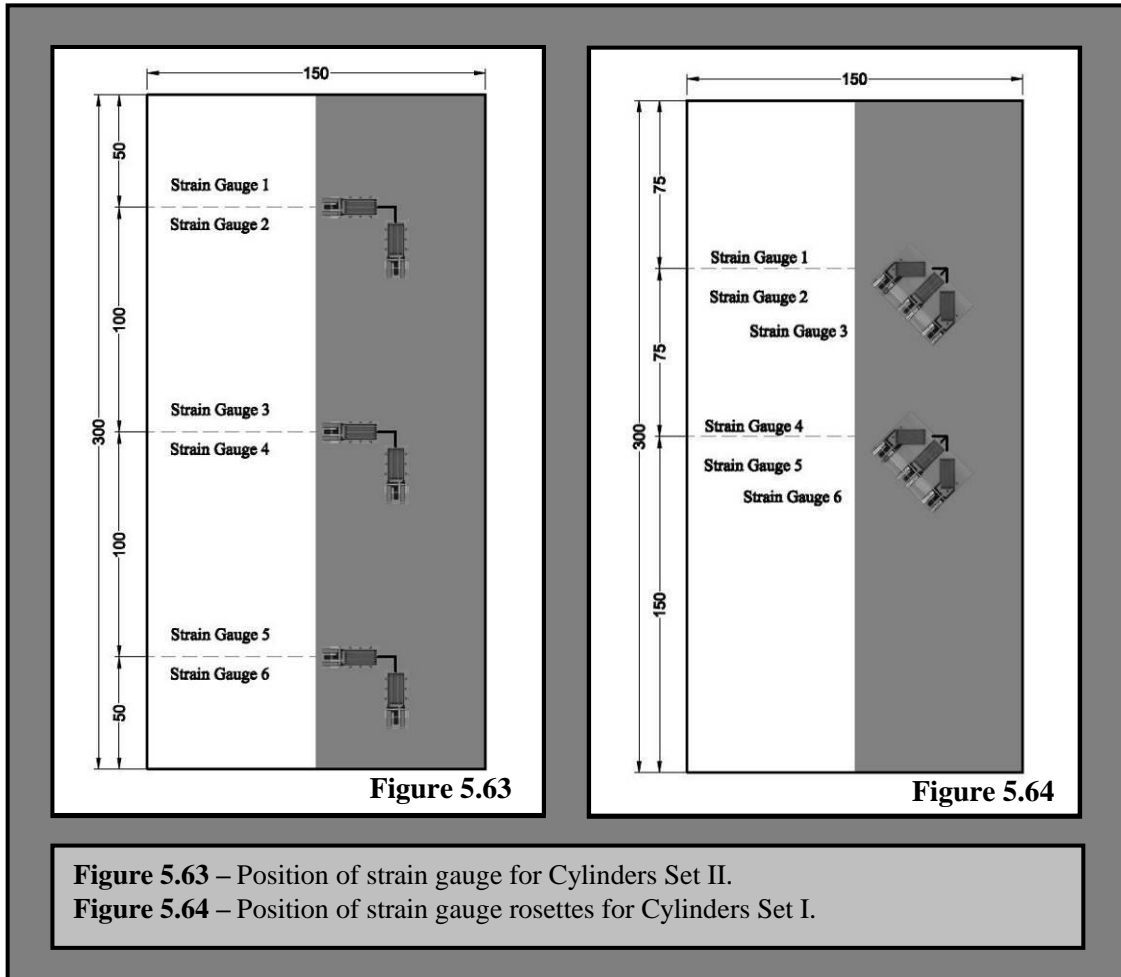 150
50
Strain Gauge 1
Strain Gauge 2
100
300
Strain Gauge 3
Strain Gauge 4
100
Strain Gauge 5
Strain Gauge 6
50
Figure 5.63
150
75
Strain Gauge 1
Strain Gauge 2
Strain Gauge 3
75
300
Strain Gauge 4
Strain Gauge 5
Strain Gauge 6
150
Figure 5.64
Figure 5.63 – Position of strain gauge for Cylinders Set II.
Figure 5.64 – Position of strain gauge rosettes for Cylinders Set I.